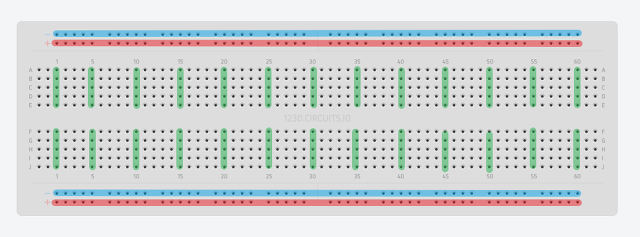 −
+
1 5 10 15 20 25 30 35 40 45 50 55 60
A A
B B
C C
D D
E E
123D.CIRCUITS.IO
F F
G G
H H
I I
J J
1 5 10 15 20 25 30 35 40 45 50 55 60
−
+